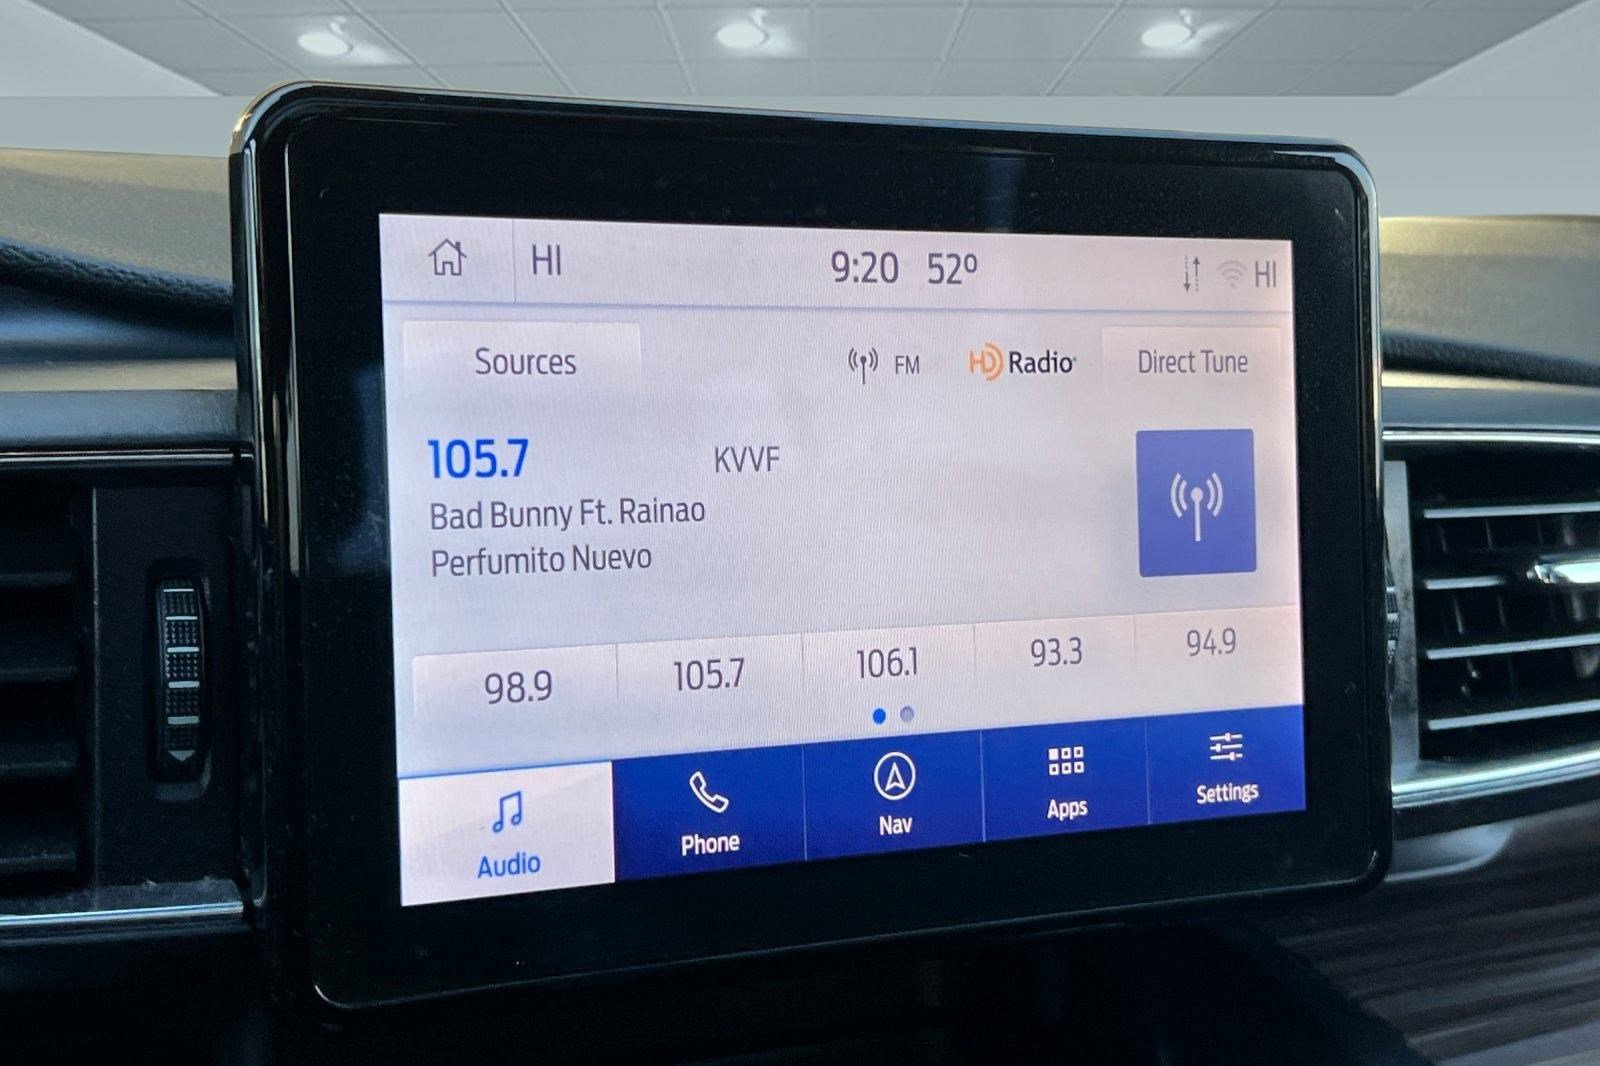 HI 9:20 52° HI
Sources FM HD Radio Direct Tune
105.7 KVVF
Bad Bunny Ft. Rainao
Perfumito Nuevo
98.9 105.7 106.1 93.3 94.9
Audio Phone Nav Apps Settings